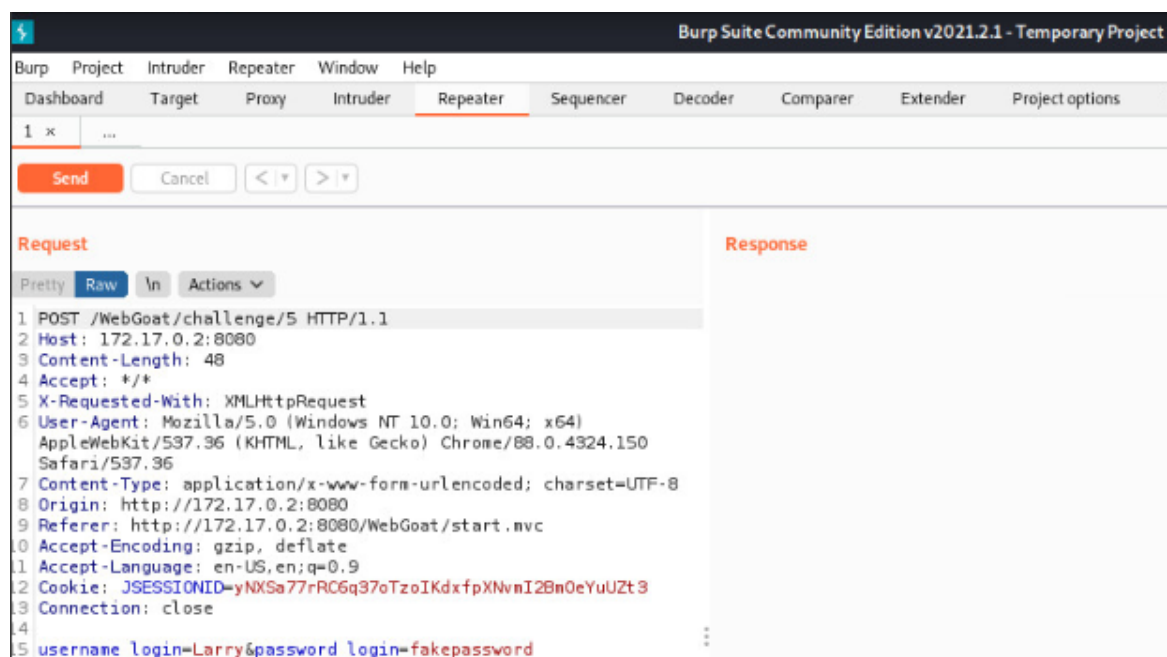 Burp Suite Community Edition v2021.2.1 - Temporary Project
Burp Project Intruder Repeater Window Help
Dashboard Target Proxy Intruder Repeater Sequencer Decoder Comparer Extender Project options
1 × ...
Send Cancel < ▾ > ▾
Request Response
Pretty Raw \n Actions
1 POST /WebGoat/challenge/5 HTTP/1.1
2 Host: 172.17.0.2:8080
3 Content-Length: 48
4 Accept: */*
5 X-Requested-With: XMLHttpRequest
6 User-Agent: Mozilla/5.0 (Windows NT 10.0; Win64; x64)
AppleWebKit/537.36 (KHTML, like Gecko) Chrome/88.0.4324.150
Safari/537.36
7 Content-Type: application/x-www-form-urlencoded; charset=UTF-8
8 Origin: http://172.17.0.2:8080
9 Referer: http://172.17.0.2:8080/WebGoat/start.mvc
10 Accept-Encoding: gzip, deflate
11 Accept-Language: en-US,en;q=0.9
12 Cookie: JSESSIONID=yNXSa77rRC6q37oTzoIKdxfpXNvmI2Bm0eYuUZt3
13 Connection: close
14
15 username_login=Larry&password_login=fakepassword